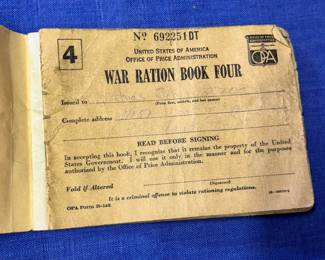 No 692251DT
4
UNITED STATES OF AMERICA
OFFICE OF PRICE ADMINISTRATION
OPA
WAR RATION BOOK FOUR
Issued to
(Print first, middle, and last names)
Complete address
READ BEFORE SIGNING
In accepting this book, I recognize that it remains the property of the United
States Government. I will use it only in the manner and for the purposes
authorized by the Office of Price Administration.
Void if Altered
(Signature)
It is a criminal offense to violate rationing regulations.
OPA Form R-145